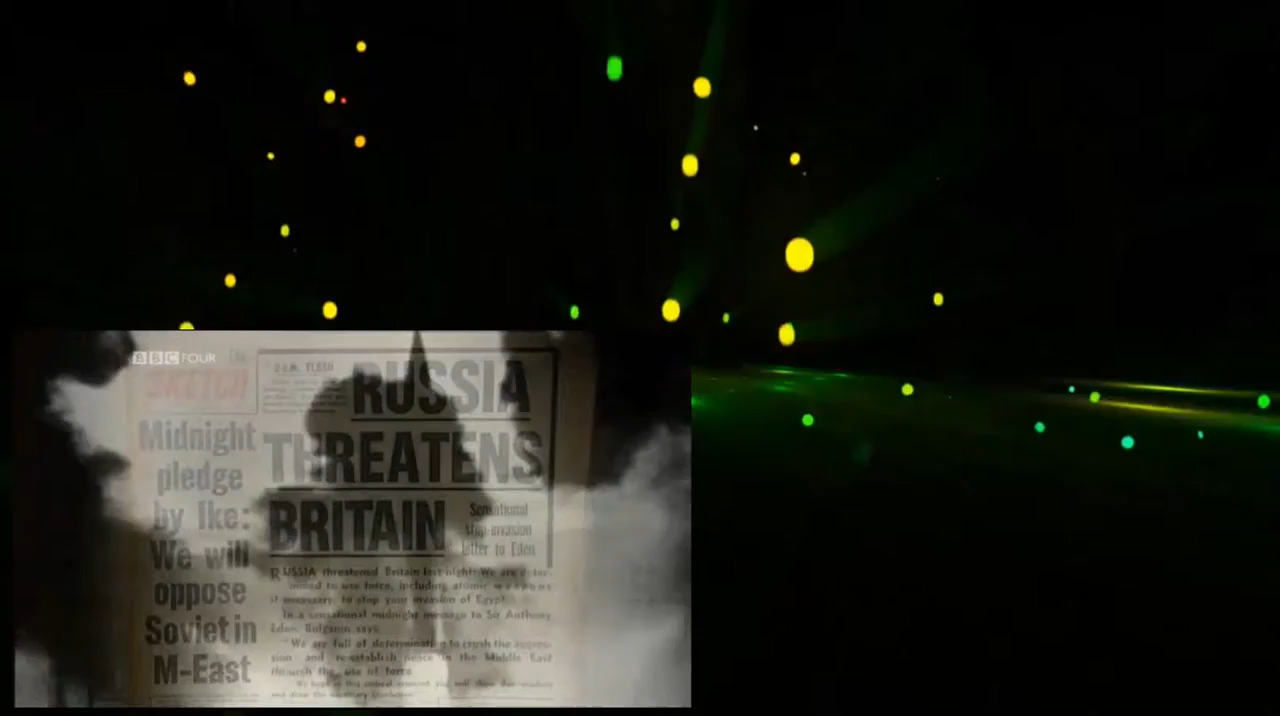 BBC FOUR
SKETCH
2 a.m. FLASH
RUSSIA
THREATENS
BRITAIN
Midnight
pledge
by Ike:
We will
oppose
Soviet in
M-East
Sensational
stop-invasion
letter to Eden
RUSSIA threatened Britain last night: We are deter-
mined to use force, including atomic weapons
if necessary, to stop your invasion of Egypt.
In a sensational midnight message to Sir Anthony
Eden, Bulganin says:
"We are full of determination to crush the aggres-
sion and re-establish peace in the Middle East
through the use of force.